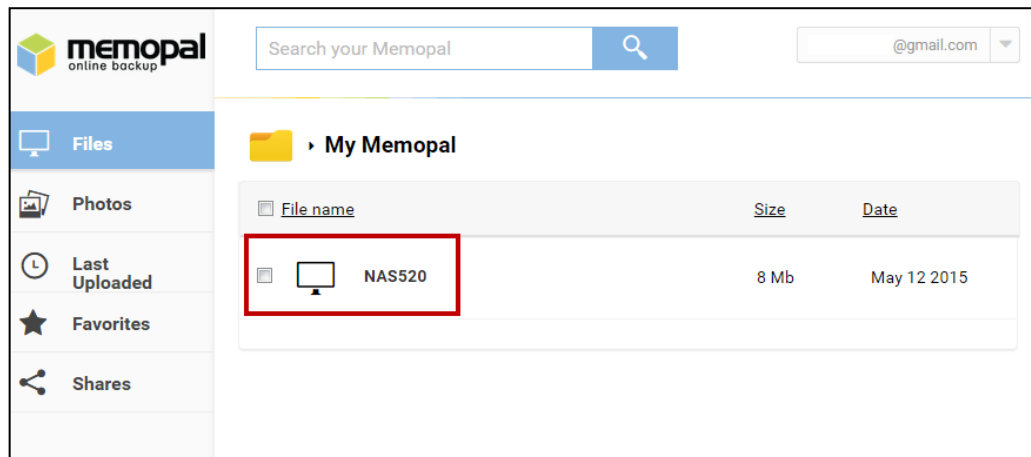 memopal
online backup
Search your Memopal
@gmail.com
Files
My Memopal
Photos
File name Size Date
Last
Uploaded
NAS520 8 Mb May 12 2015
Favorites
Shares